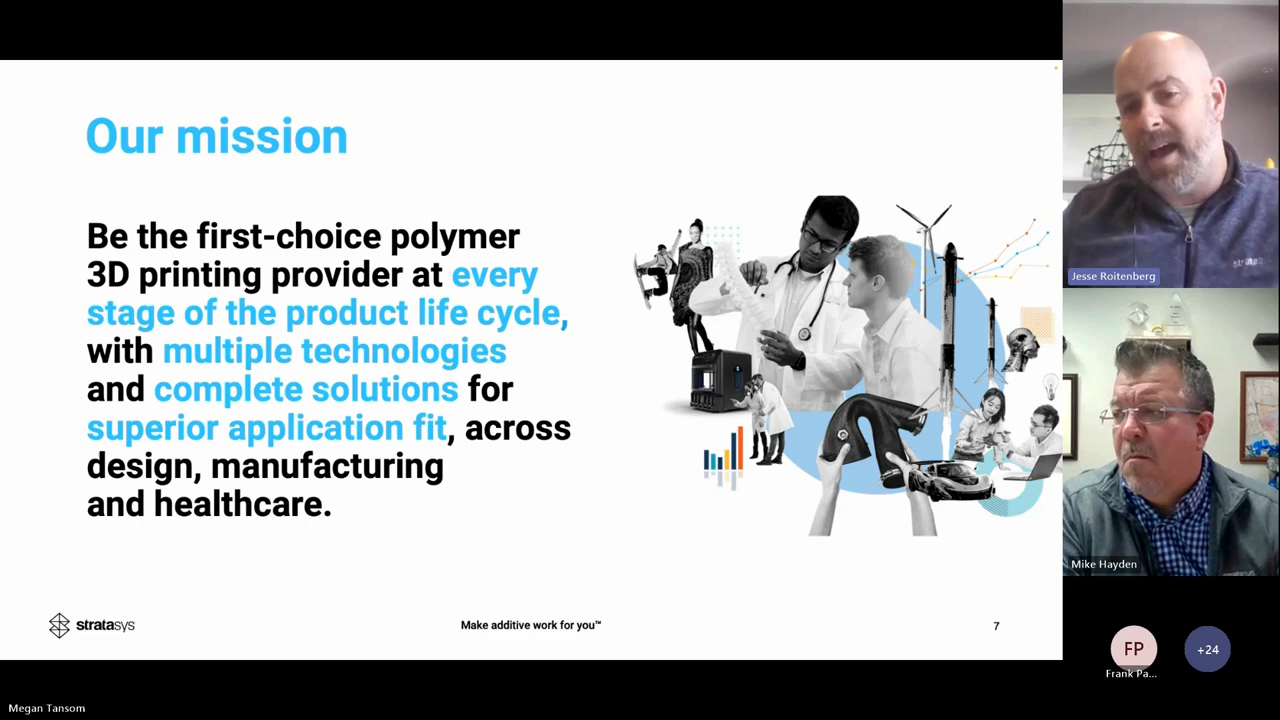 Our mission
Be the first-choice polymer
3D printing provider at every
stage of the product life cycle,
with multiple technologies
and complete solutions for
superior application fit, across
design, manufacturing
and healthcare.
stratasys
Make additive work for you™
7
Jesse Roitenberg
Mike Hayden
FP
Frank Pa...
+24
Megan Tansom